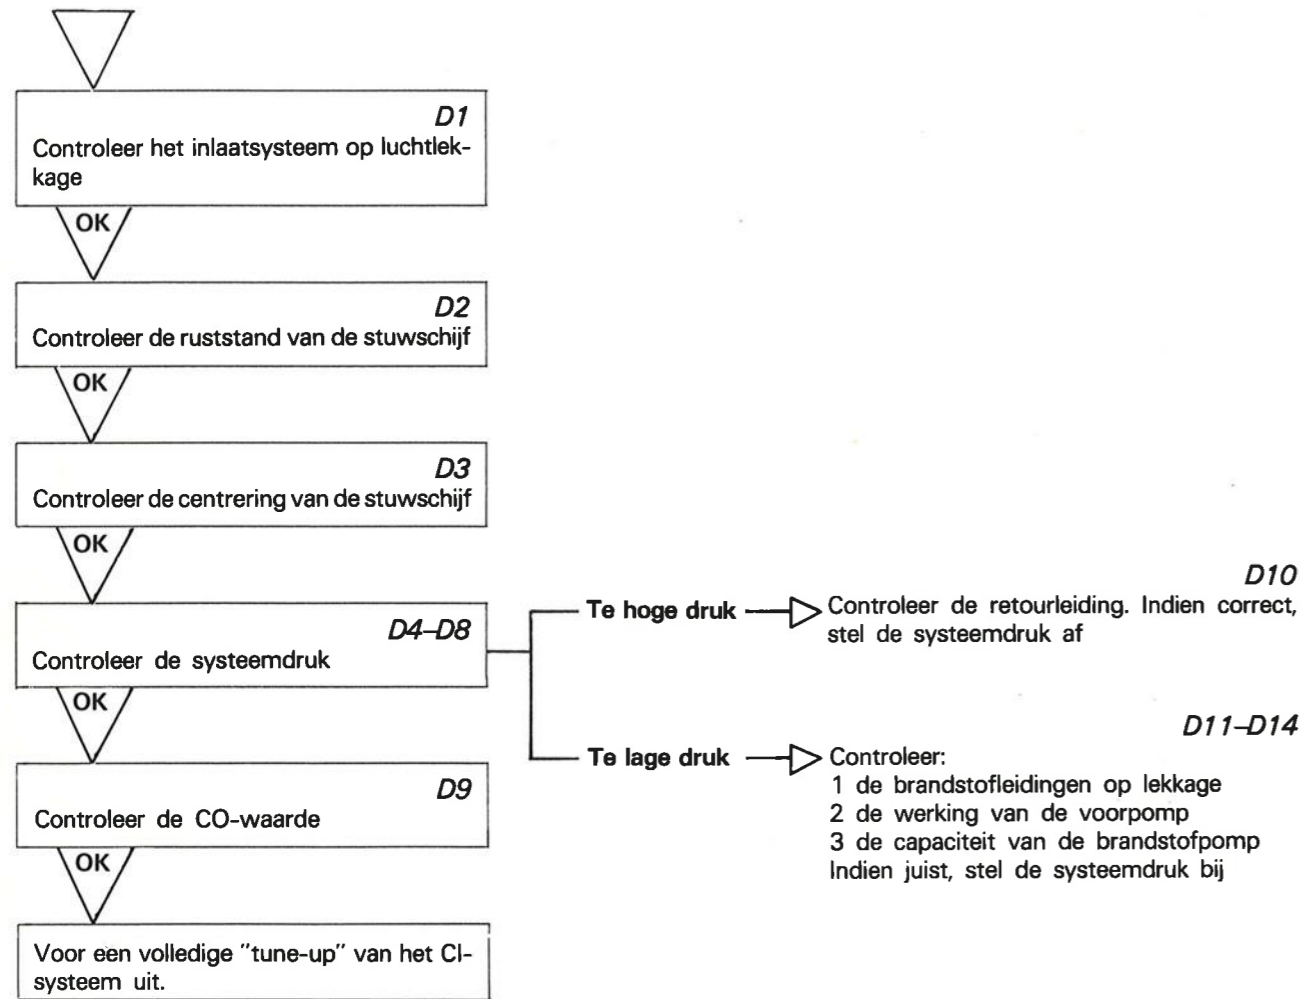 D1
Controleer het inlaatsysteem op luchtlek-
kage
OK
D2
Controleer de ruststand van de stuwschijf
OK
D3
Controleer de centrering van de stuwschijf
OK
D4–D8
Controleer de systeemdruk
Te hoge druk
D10
Controleer de retourleiding. Indien correct,
stel de systeemdruk af
Te lage druk
D11–D14
Controleer:
1 de brandstofleidingen op lekkage
2 de werking van de voorpomp
3 de capaciteit van de brandstofpomp
Indien juist, stel de systeemdruk bij
OK
D9
Controleer de CO-waarde
OK
Voor een volledige "tune-up" van het CI-
systeem uit.